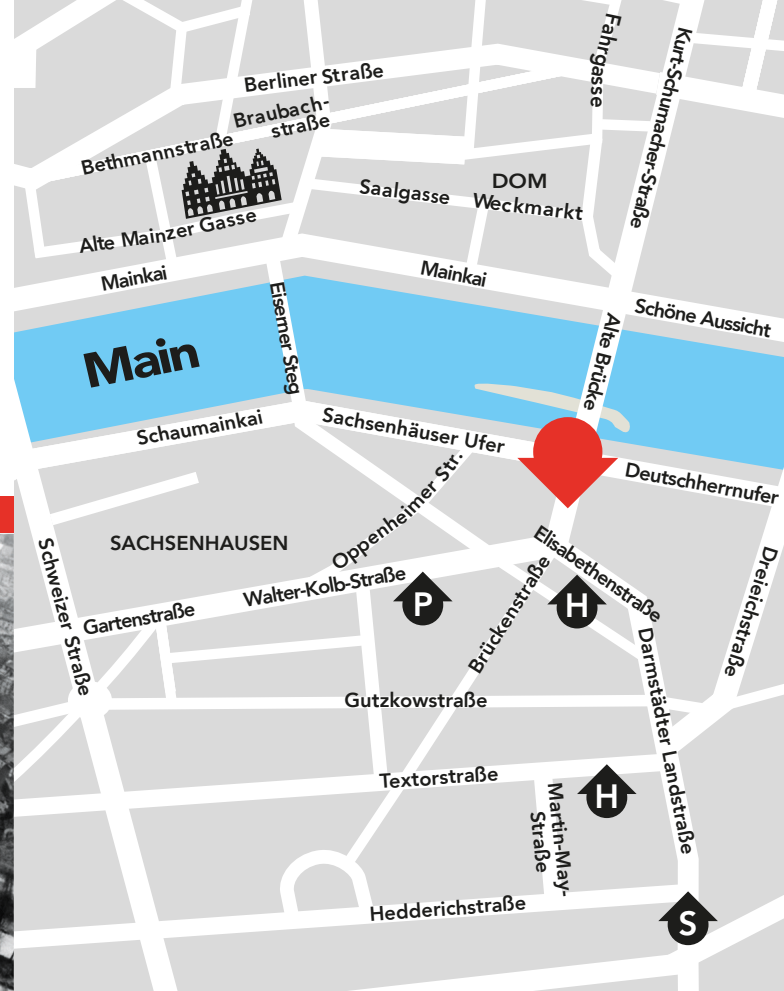 Fahrgasse
Kurt-Schumacher-Straße
Berliner Straße
Braubach-
straße
Bethmannstraße
DOM
Saalgasse
Weckmarkt
Alte Mainzer Gasse
Mainkai
Mainkai
Schöne Aussicht
Eiserner Steg
Alte Brücke
Main
Schaumainkai
Sachsenhäuser Ufer
Deutschherrnufer
Oppenheimer Str.
SACHSENHAUSEN
Elisabethenstraße
Schweizer Straße
Walter-Kolb-Straße
P
H
Gartenstraße
Brückenstraße
Dreieichstraße
Darmstädter Landstraße
Gutzkowstraße
Textorstraße
H
Martin-May-
Straße
Hedderichstraße
S